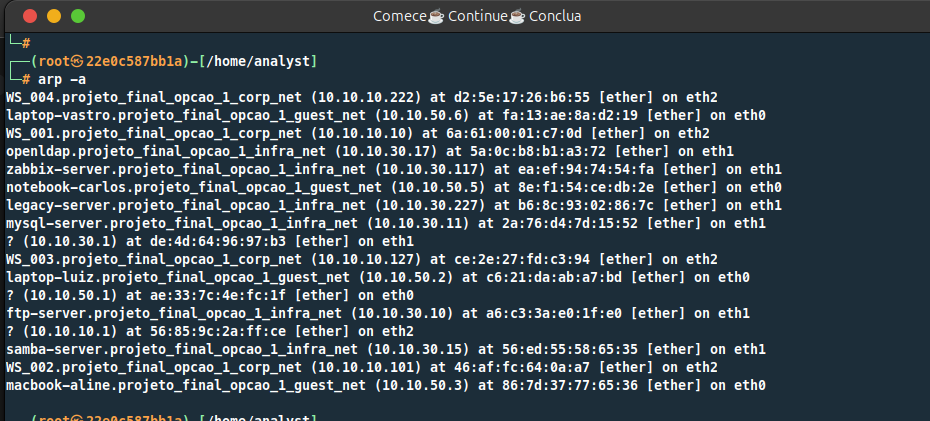 Comece☕ Continue☕ Conclua
└─#
┌──(root㉿22e0c587bb1a)-[/home/analyst]
└─# arp -a
WS_004.projeto_final_opcao_1_corp_net (10.10.10.222) at d2:5e:17:26:b6:55 [ether] on eth2
laptop-vastro.projeto_final_opcao_1_guest_net (10.10.50.6) at fa:13:ae:8a:d2:19 [ether] on eth0
WS_001.projeto_final_opcao_1_corp_net (10.10.10.10) at 6a:61:00:01:c7:0d [ether] on eth2
openldap.projeto_final_opcao_1_infra_net (10.10.30.17) at 5a:0c:b8:b1:a3:72 [ether] on eth1
zabbix-server.projeto_final_opcao_1_infra_net (10.10.30.117) at ea:ef:94:74:54:fa [ether] on eth1
notebook-carlos.projeto_final_opcao_1_guest_net (10.10.50.5) at 8e:f1:54:ce:db:2e [ether] on eth0
legacy-server.projeto_final_opcao_1_infra_net (10.10.30.227) at b6:8c:93:02:86:7c [ether] on eth1
mysql-server.projeto_final_opcao_1_infra_net (10.10.30.11) at 2a:76:d4:7d:15:52 [ether] on eth1
? (10.10.30.1) at de:4d:64:96:97:b3 [ether] on eth1
WS_003.projeto_final_opcao_1_corp_net (10.10.10.127) at ce:2e:27:fd:c3:94 [ether] on eth2
laptop-luiz.projeto_final_opcao_1_guest_net (10.10.50.2) at c6:21:da:ab:a7:bd [ether] on eth0
? (10.10.50.1) at ae:33:7c:4e:fc:1f [ether] on eth0
ftp-server.projeto_final_opcao_1_infra_net (10.10.30.10) at a6:c3:3a:e0:1f:e0 [ether] on eth1
? (10.10.10.1) at 56:85:9c:2a:ff:ce [ether] on eth2
samba-server.projeto_final_opcao_1_infra_net (10.10.30.15) at 56:ed:55:58:65:35 [ether] on eth1
WS_002.projeto_final_opcao_1_corp_net (10.10.10.101) at 46:af:fc:64:0a:a7 [ether] on eth2
macbook-aline.projeto_final_opcao_1_guest_net (10.10.50.3) at 86:7d:37:77:65:36 [ether] on eth0
┌──(root㉿22e0c587bb1a)-[/home/analyst]